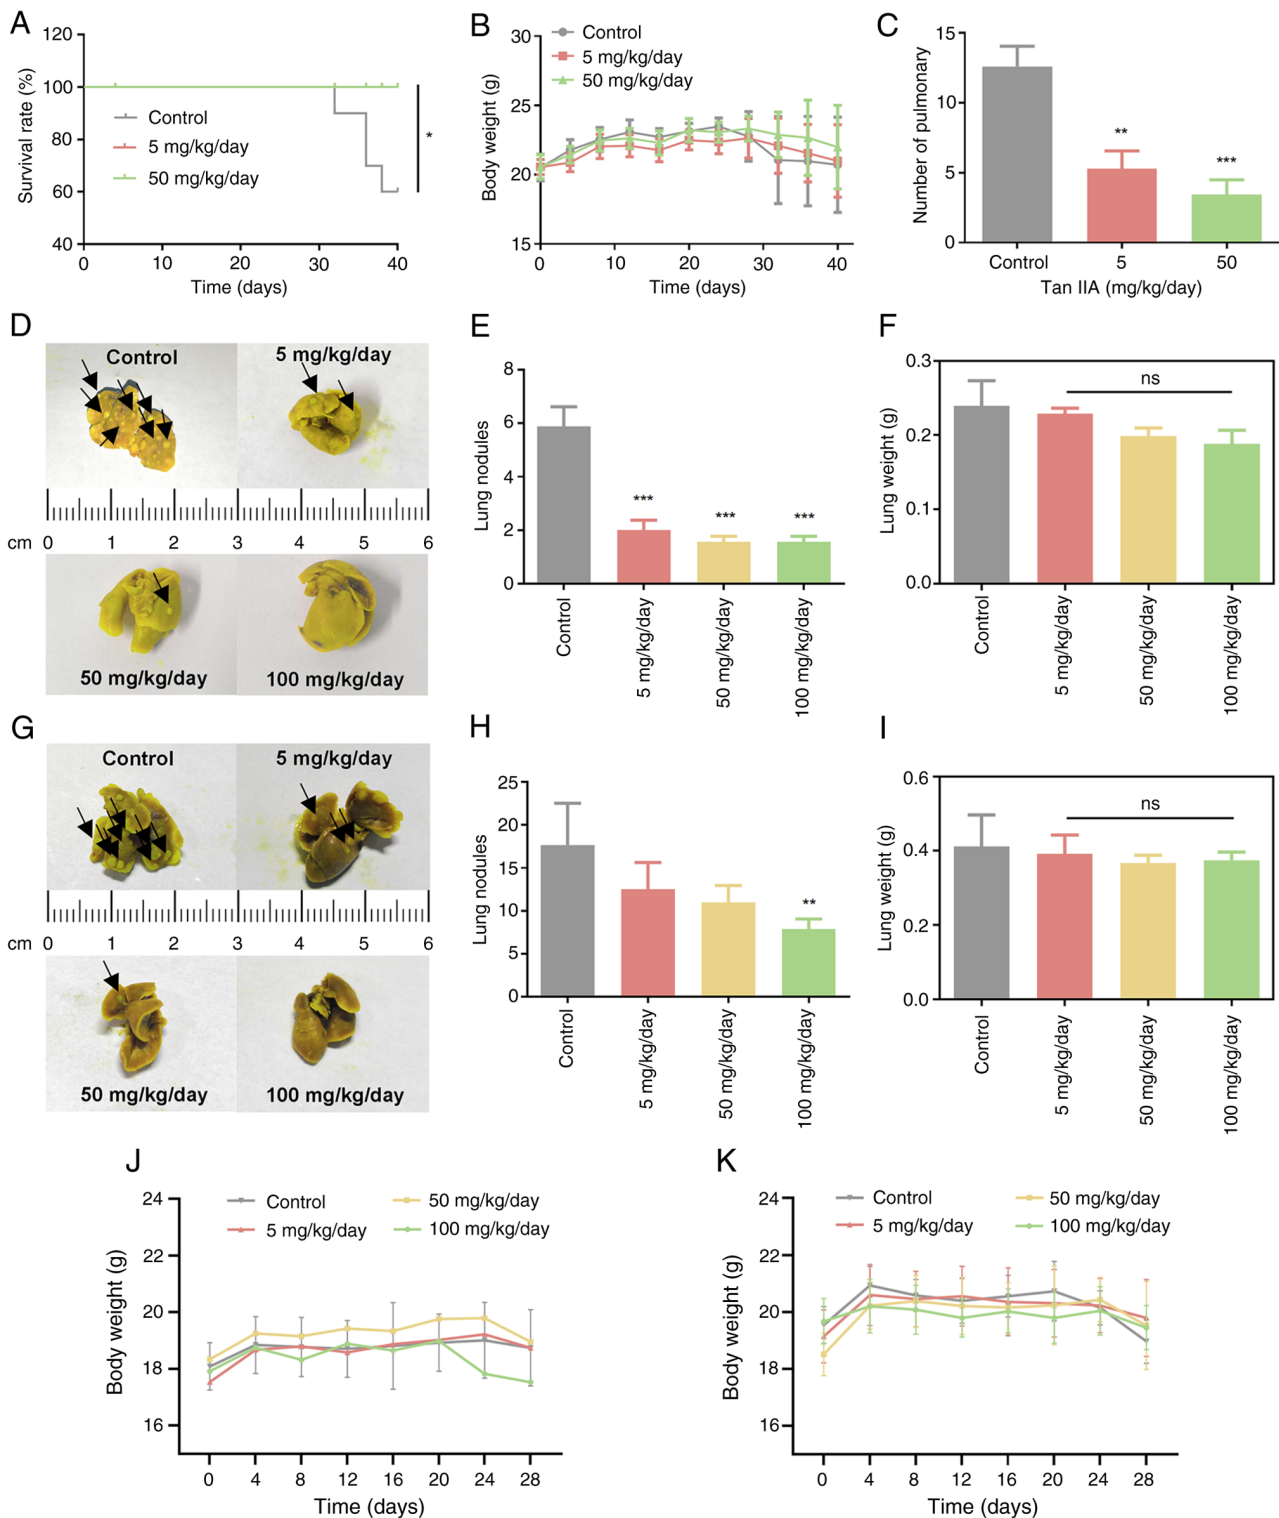 A
120
100
80
60
40
Survival rate (%)
Control
5 mg/kg/day
50 mg/kg/day
*
0 10 20 30 40
Time (days)
B
Control
5 mg/kg/day
50 mg/kg/day
30
25
20
15
Body weight (g)
0 10 20 30 40
Time (days)
C
15
10
5
0
Number of pulmonary
**
***
Control 5 50
Tan IIA (mg/kg/day)
D
Control
5 mg/kg/day
cm 0 1 2 3 4 5 6
50 mg/kg/day
100 mg/kg/day
E
8
6
4
2
0
Lung nodules
*** *** ***
Control
5 mg/kg/day
50 mg/kg/day
100 mg/kg/day
F
0.3
0.2
0.1
0.0
Lung weight (g)
ns
Control
5 mg/kg/day
50 mg/kg/day
100 mg/kg/day
G
Control
5 mg/kg/day
cm 0 1 2 3 4 5 6
50 mg/kg/day
100 mg/kg/day
H
25
20
15
10
5
0
Lung nodules
**
Control
5 mg/kg/day
50 mg/kg/day
100 mg/kg/day
I
0.6
0.4
0.2
0.0
Lung weight (g)
ns
Control
5 mg/kg/day
50 mg/kg/day
100 mg/kg/day
J
24
22
20
18
16
Body weight (g)
Control
5 mg/kg/day
50 mg/kg/day
100 mg/kg/day
0 4 8 12 16 20 24 28
Time (days)
K
24
22
20
18
16
Body weight (g)
Control
5 mg/kg/day
50 mg/kg/day
100 mg/kg/day
0 4 8 12 16 20 24 28
Time (days)